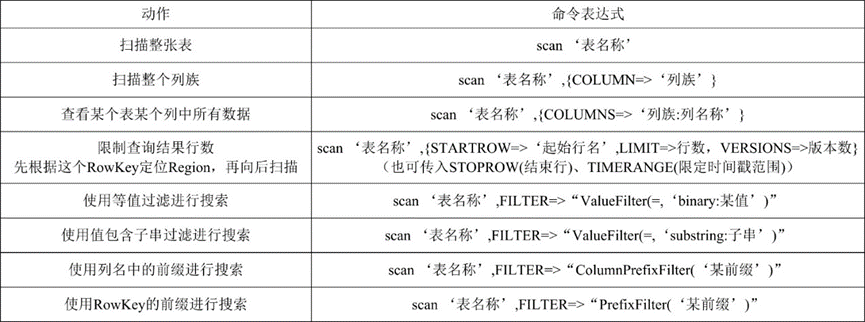 动作 命令表达式
扫描整张表 scan ‘表名称’
扫描整个列族 scan ‘表名称’,{COLUMN=>‘列族’}
查看某个表某个列中所有数据 scan ‘表名称’,{COLUMNS=>‘列族:列名称’}
限制查询结果行数 scan ‘表名称’,{STARTROW=>‘起始行名’,LIMIT=>行数，VERSIONS=>版本数}
先根据这个RowKey定位Region，再向后扫描 （也可传入STOPROW(结束行)、TIMERANGE(限定时间戳范围)）
使用等值过滤进行搜索 scan ‘表名称’,FILTER=>“ValueFilter(=,‘binary:某值’)”
使用值包含子串过滤进行搜索 scan ‘表名称’,FILTER=>“ValueFilter(=,‘substring:子串’)”
使用列名中的前缀进行搜索 scan ‘表名称’,FILTER=>“ColumnPrefixFilter(‘某前缀’)”
使用RowKey的前缀进行搜索 scan ‘表名称’,FILTER=>“PrefixFilter(‘某前缀’)”